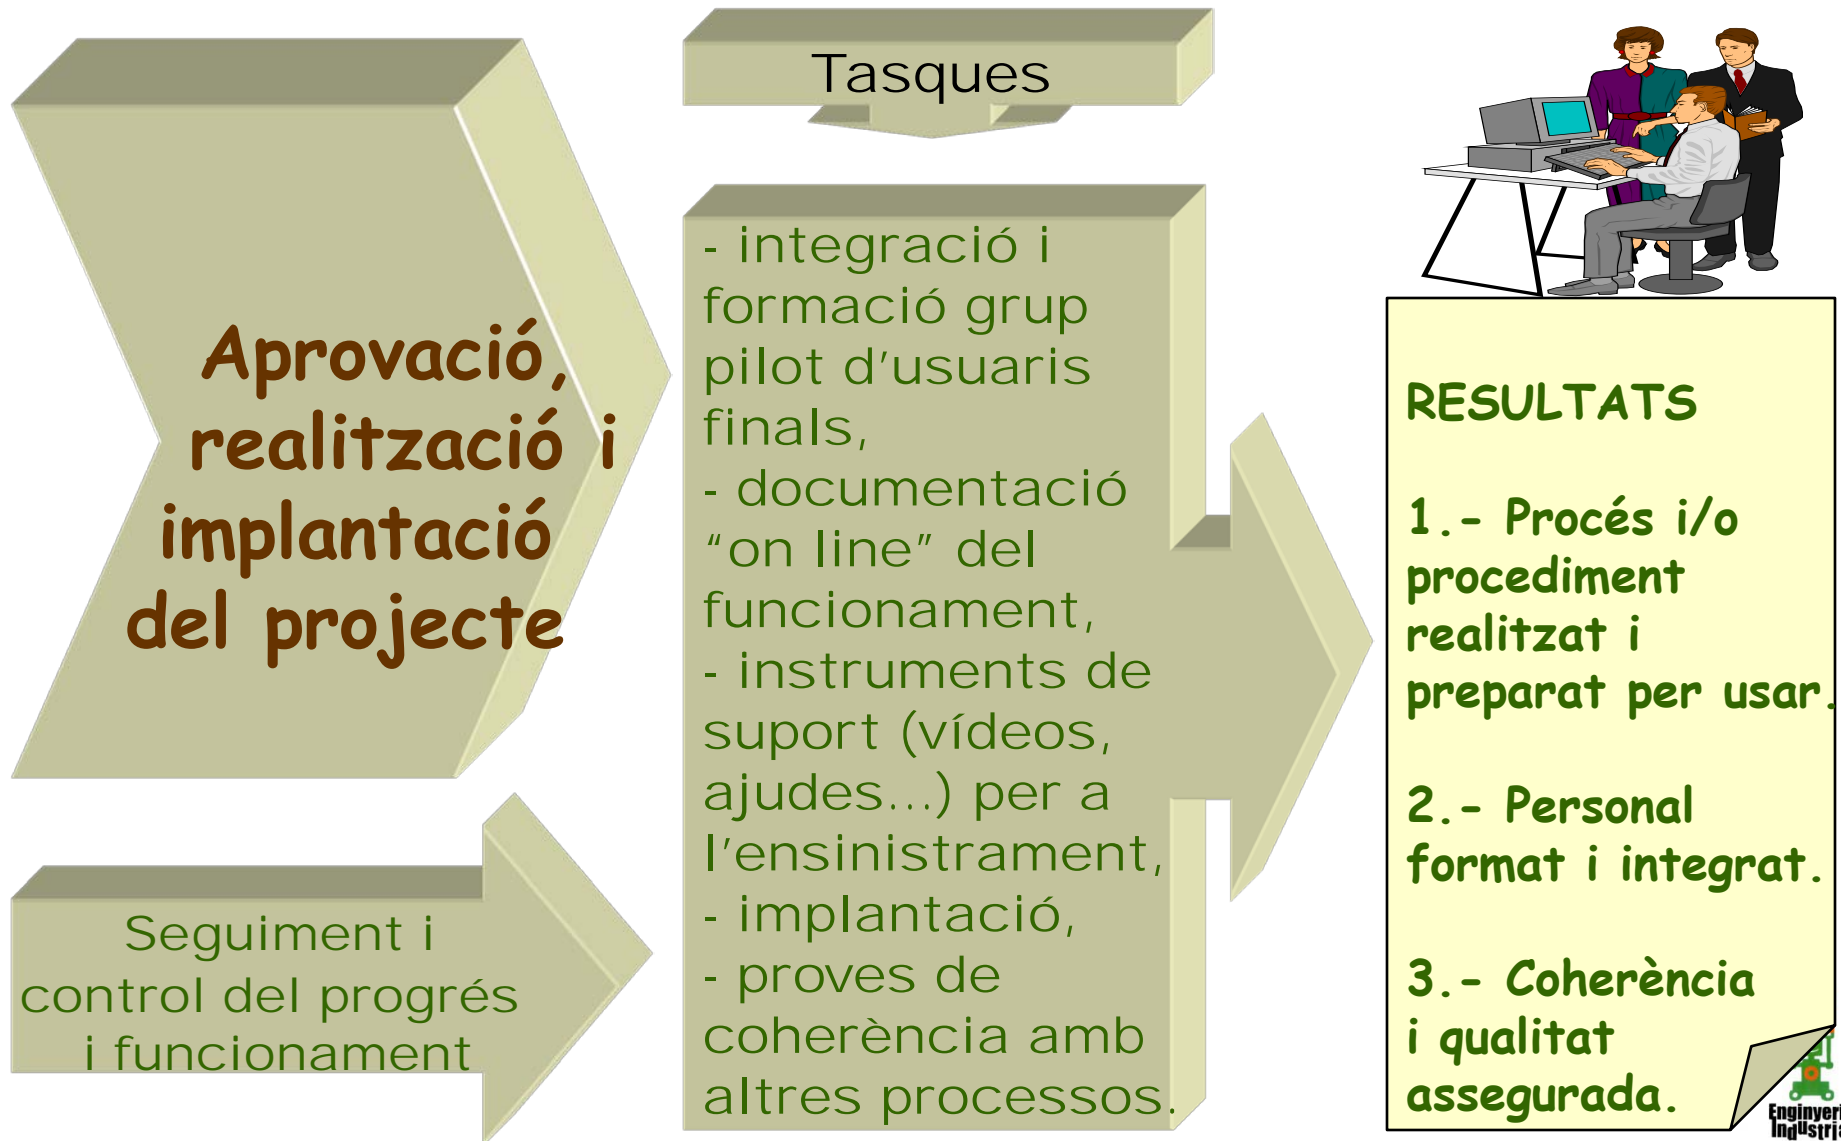 Aprovació,
realització i
implantació
del projecte
Seguiment i
control del progrés
i funcionament
Tasques
- integració i
formació grup
pilot d'usuaris
finals,
- documentació
“on line” del
funcionament,
- instruments de
suport (vídeos,
ajudes...) per a
l'ensinistrament,
- implantació,
- proves de
coherència amb
altres processos.
RESULTATS
1.- Procés i/o
procediment
realitzat i
preparat per usar.
2.- Personal
format i integrat.
3.- Coherència
i qualitat
assegurada.